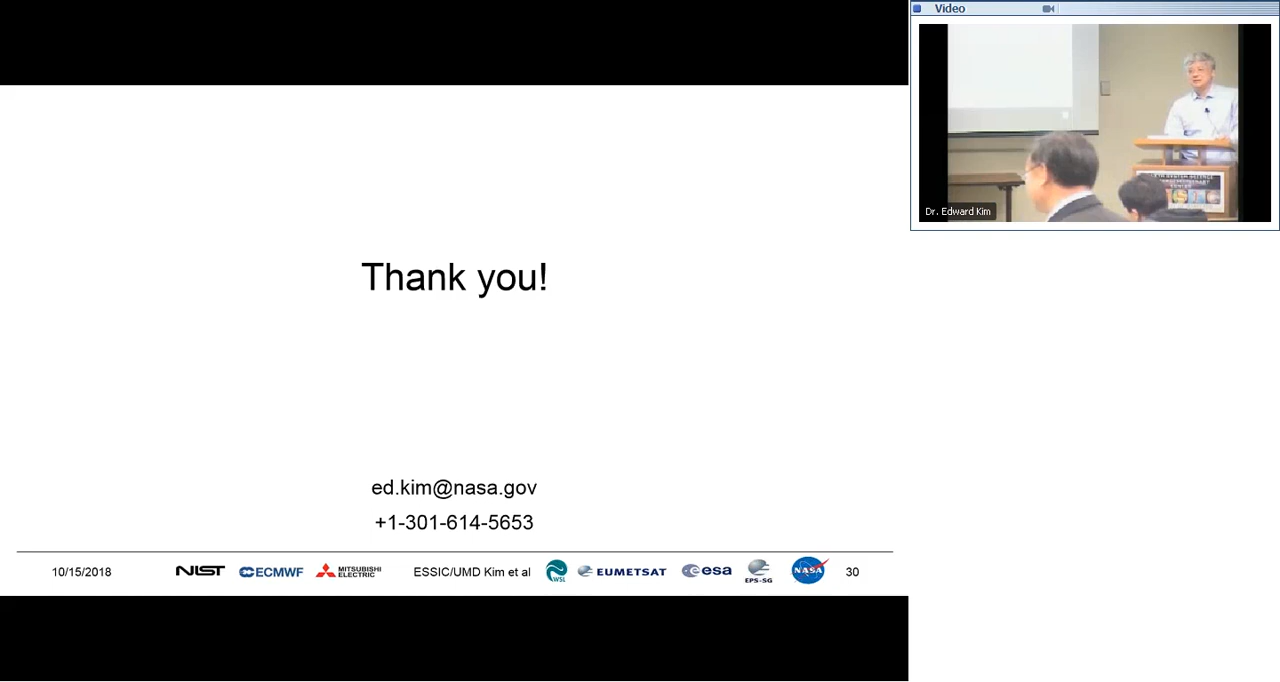 Video
Dr. Edward Kim
Thank you!
ed.kim@nasa.gov
+1-301-614-5653
10/15/2018 NIST ECMWF MITSUBISHI ELECTRIC ESSIC/UMD Kim et al WSL EUMETSAT esa EPS-SG NASA 30